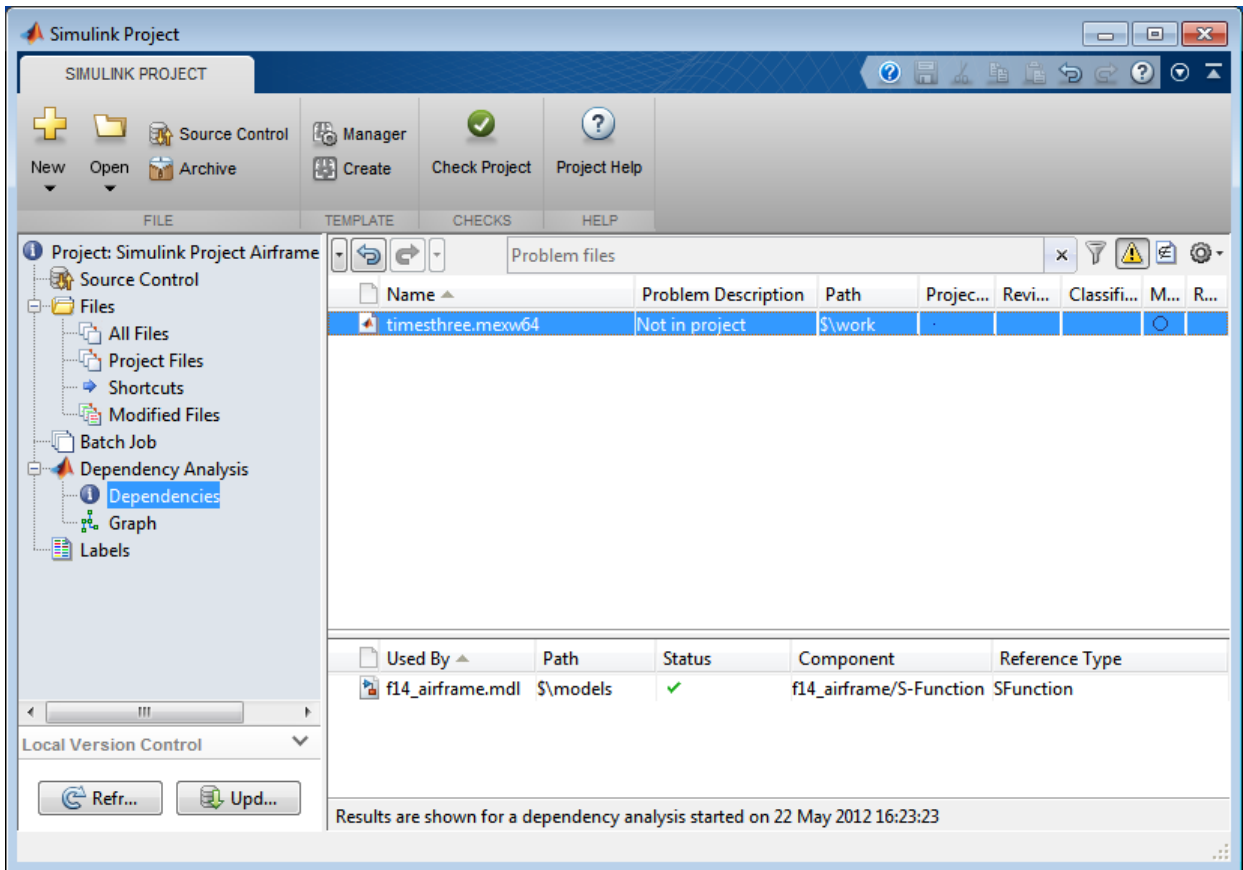 Simulink Project
SIMULINK PROJECT
New
Open
Source Control
Archive
Manager
Create
Check Project
Project Help
FILE
TEMPLATE
CHECKS
HELP
Project: Simulink Project Airframe
Source Control
Files
All Files
Project Files
Shortcuts
Modified Files
Batch Job
Dependency Analysis
Dependencies
Graph
Labels
Local Version Control
Refr...
Upd...
Problem files
Name Problem Description Path Projec... Revi... Classifi... M... R...
timesthree.mexw64 Not in project $\work
Used By Path Status Component Reference Type
f14_airframe.mdl $\models f14_airframe/S-Function SFunction
Results are shown for a dependency analysis started on 22 May 2012 16:23:23